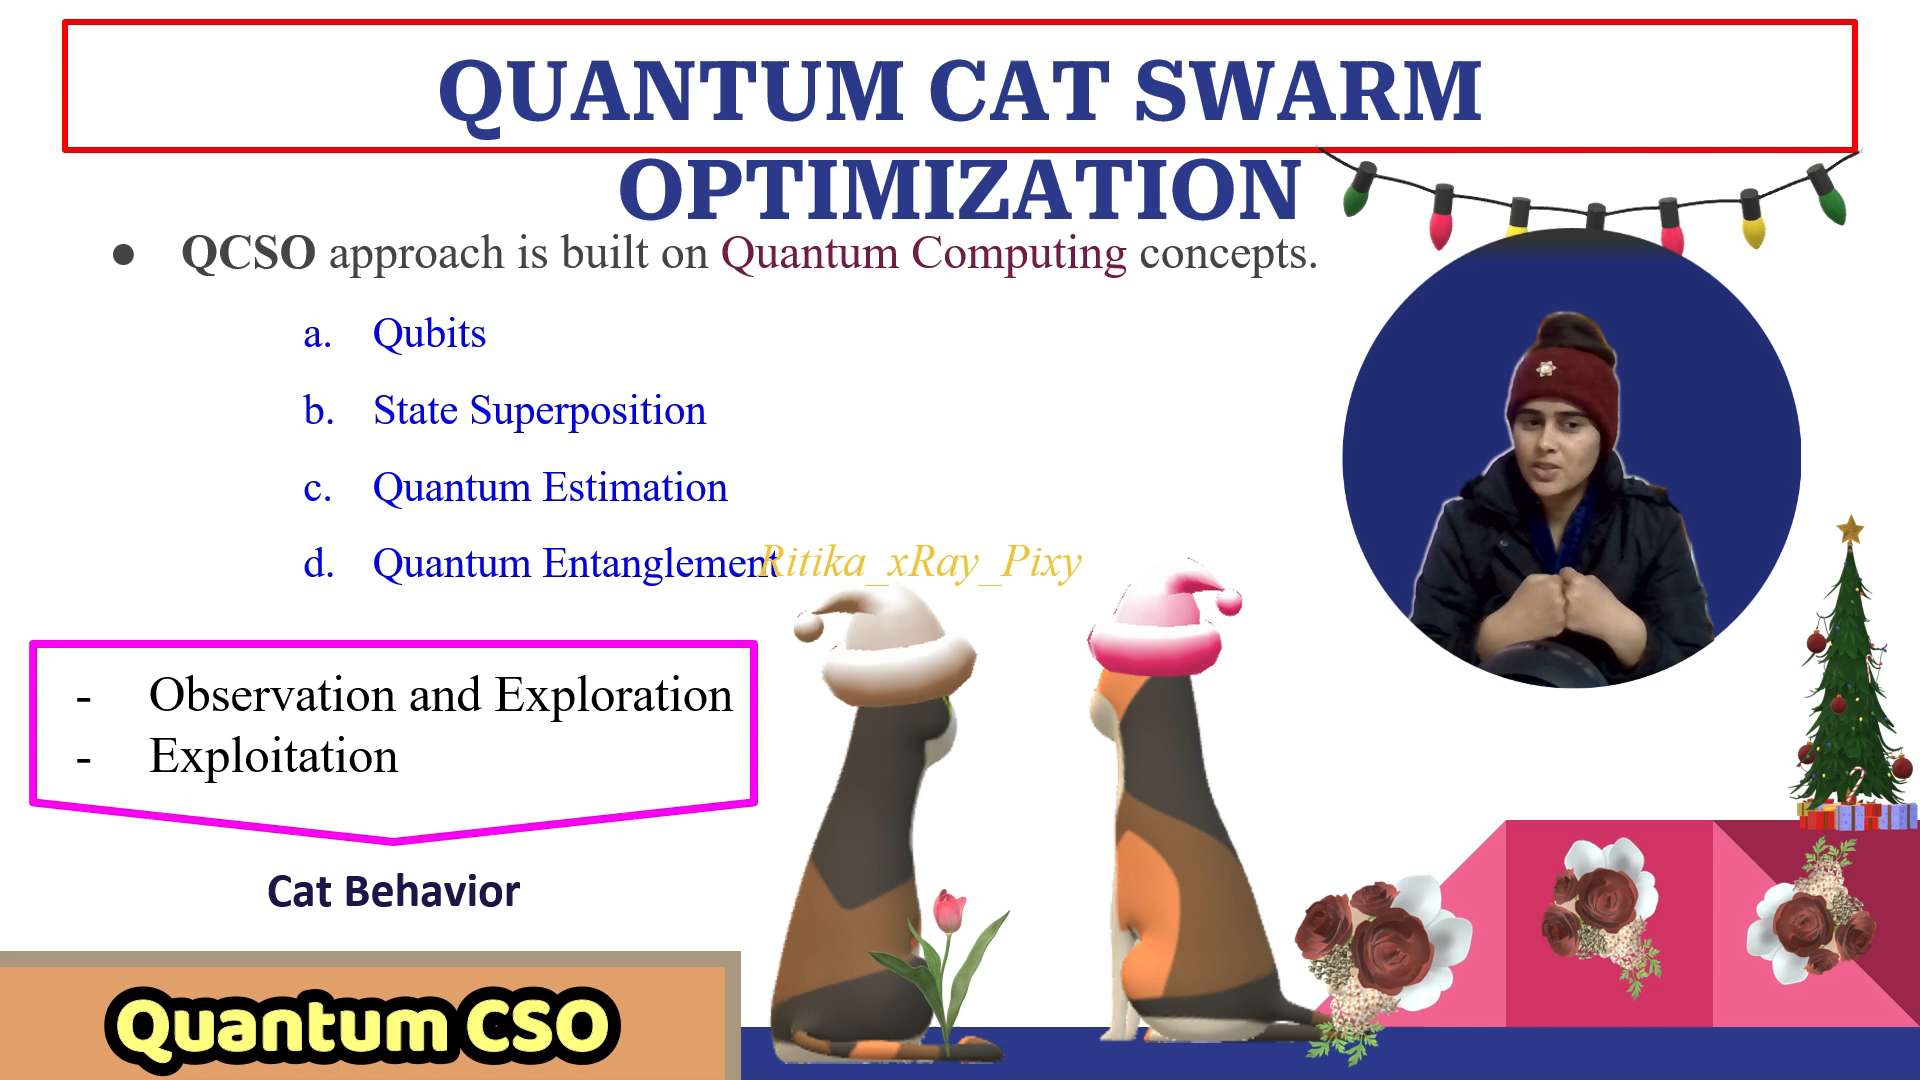 QUANTUM CAT SWARM
OPTIMIZATION
● QCSO approach is built on Quantum Computing concepts.
a. Qubits
b. State Superposition
c. Quantum Estimation
d. Quantum Entanglement
Ritika_xRay_Pixy
- Observation and Exploration
- Exploitation
Cat Behavior
Quantum CSO